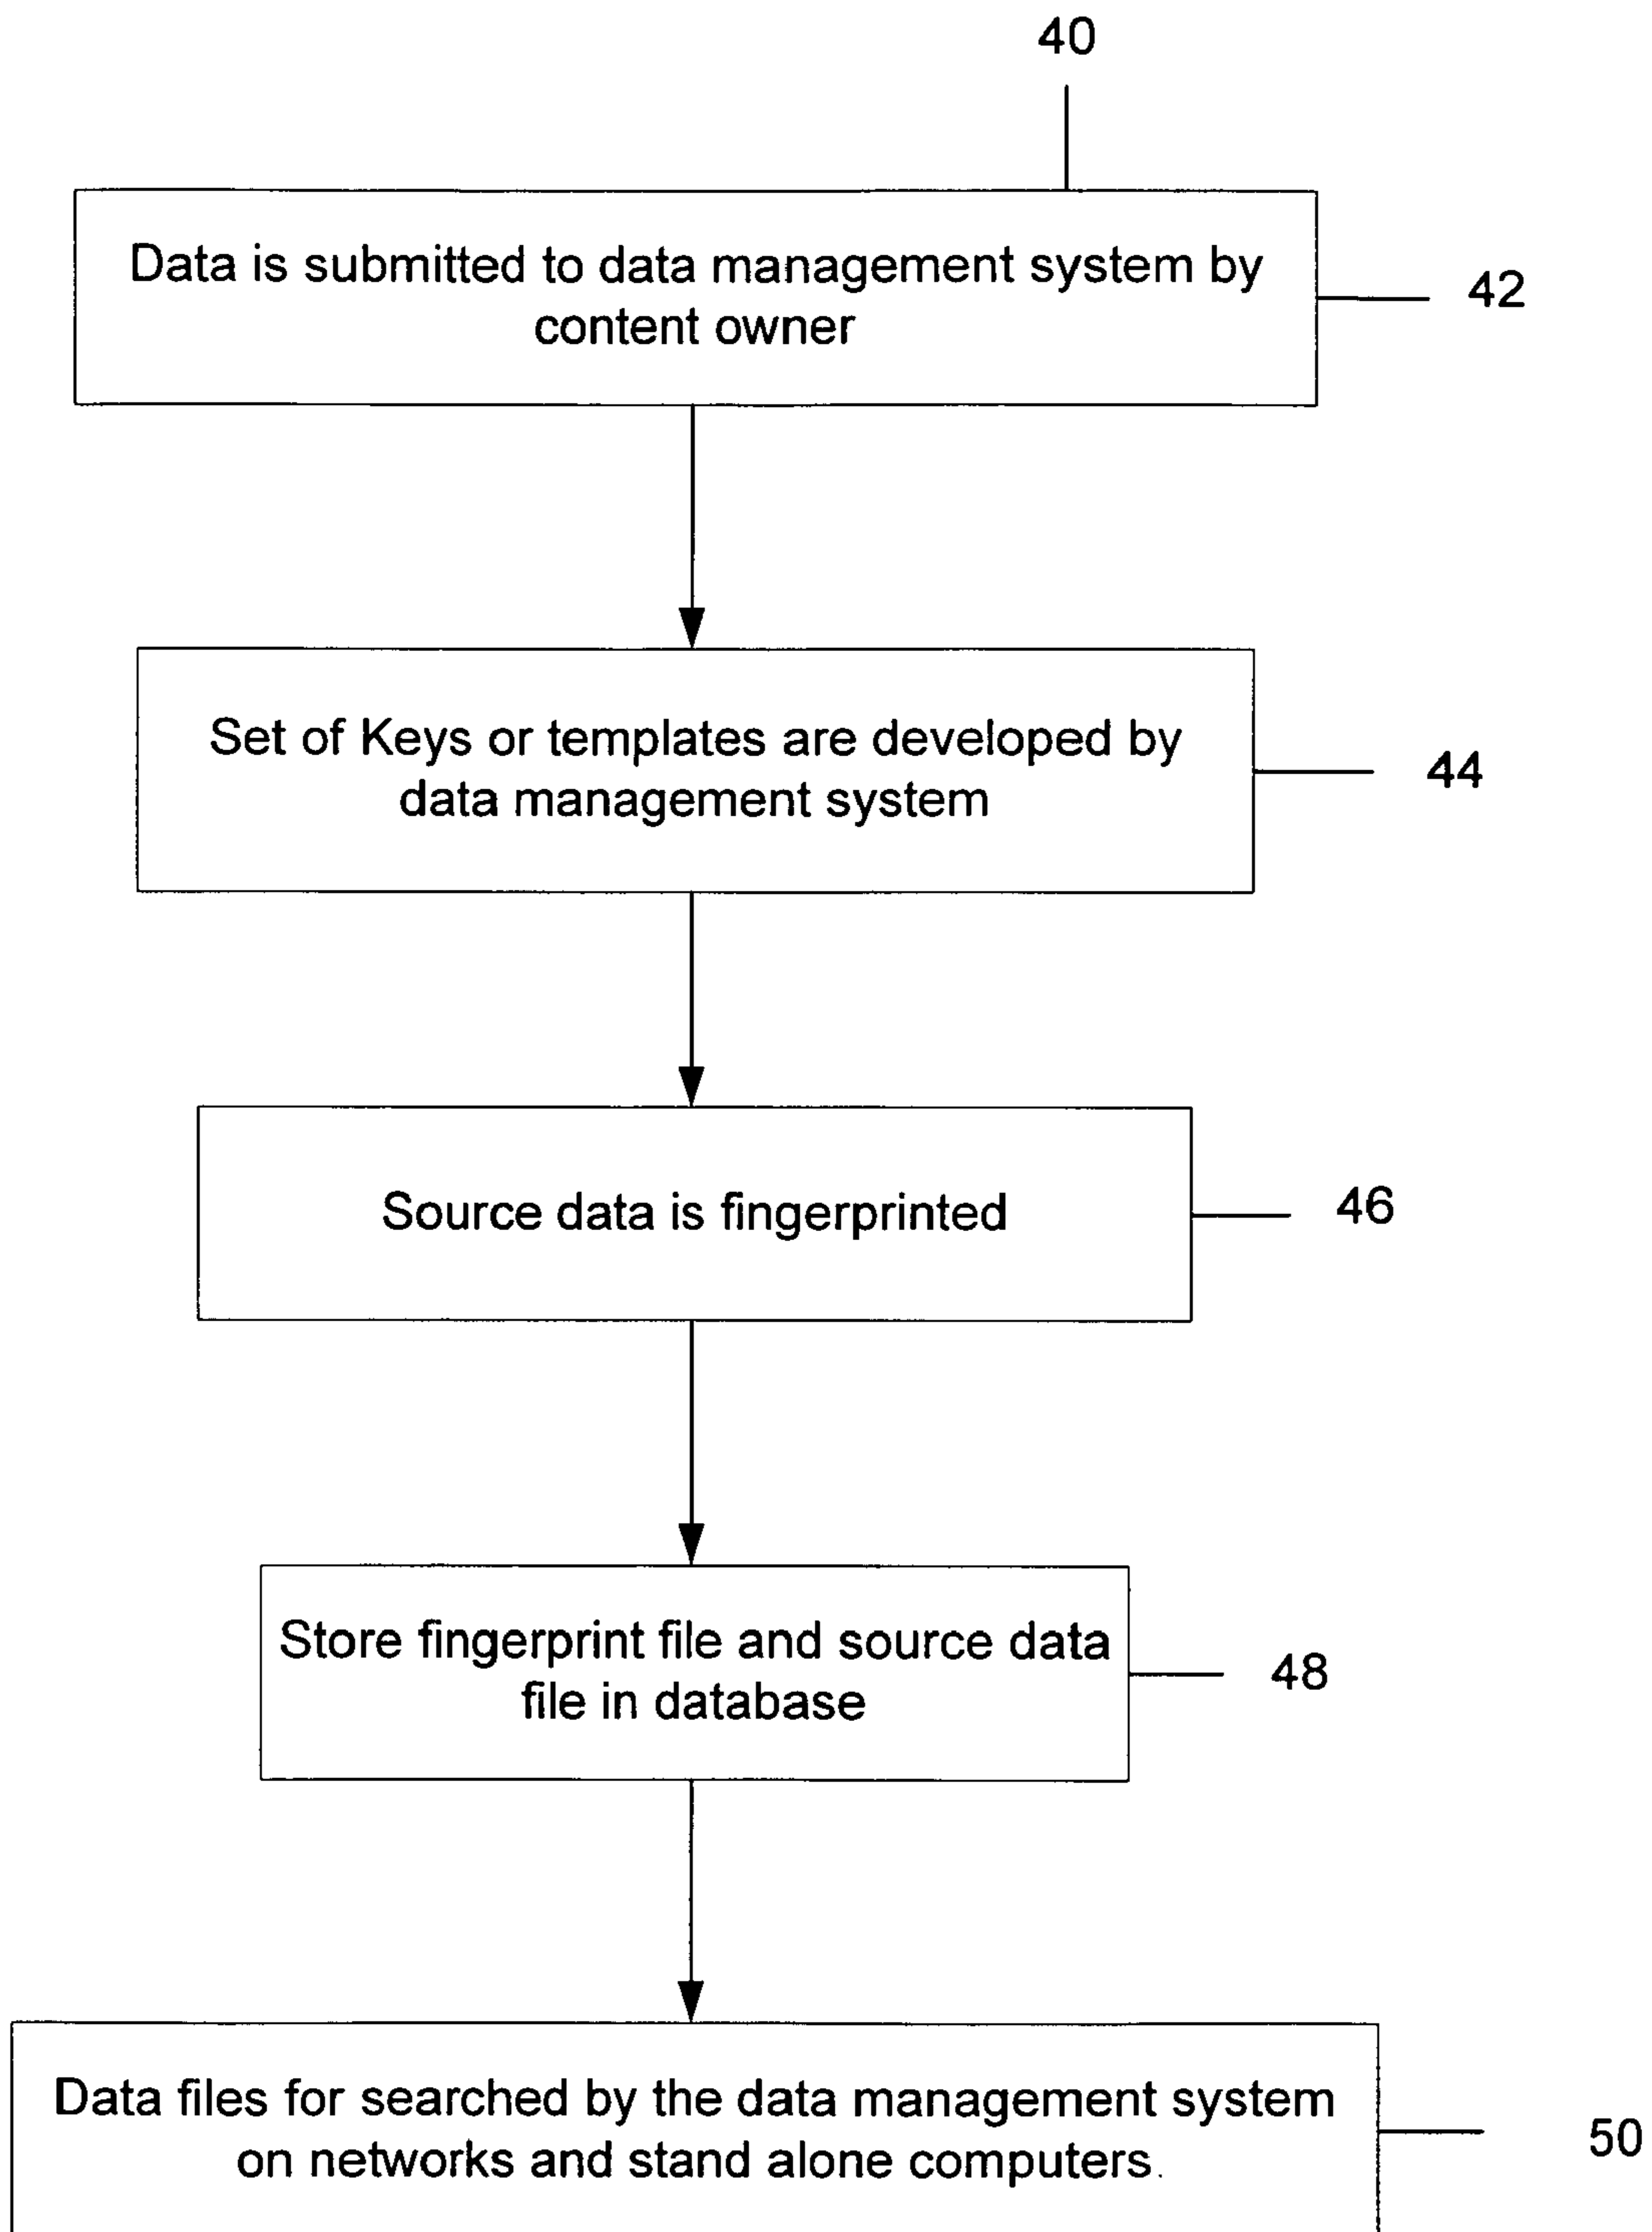 40
Data is submitted to data management system by
content owner
42
Set of Keys or templates are developed by
data management system
44
Source data is fingerprinted
46
Store fingerprint file and source data
file in database
48
Data files for searched by the data management system
on networks and stand alone computers.
50